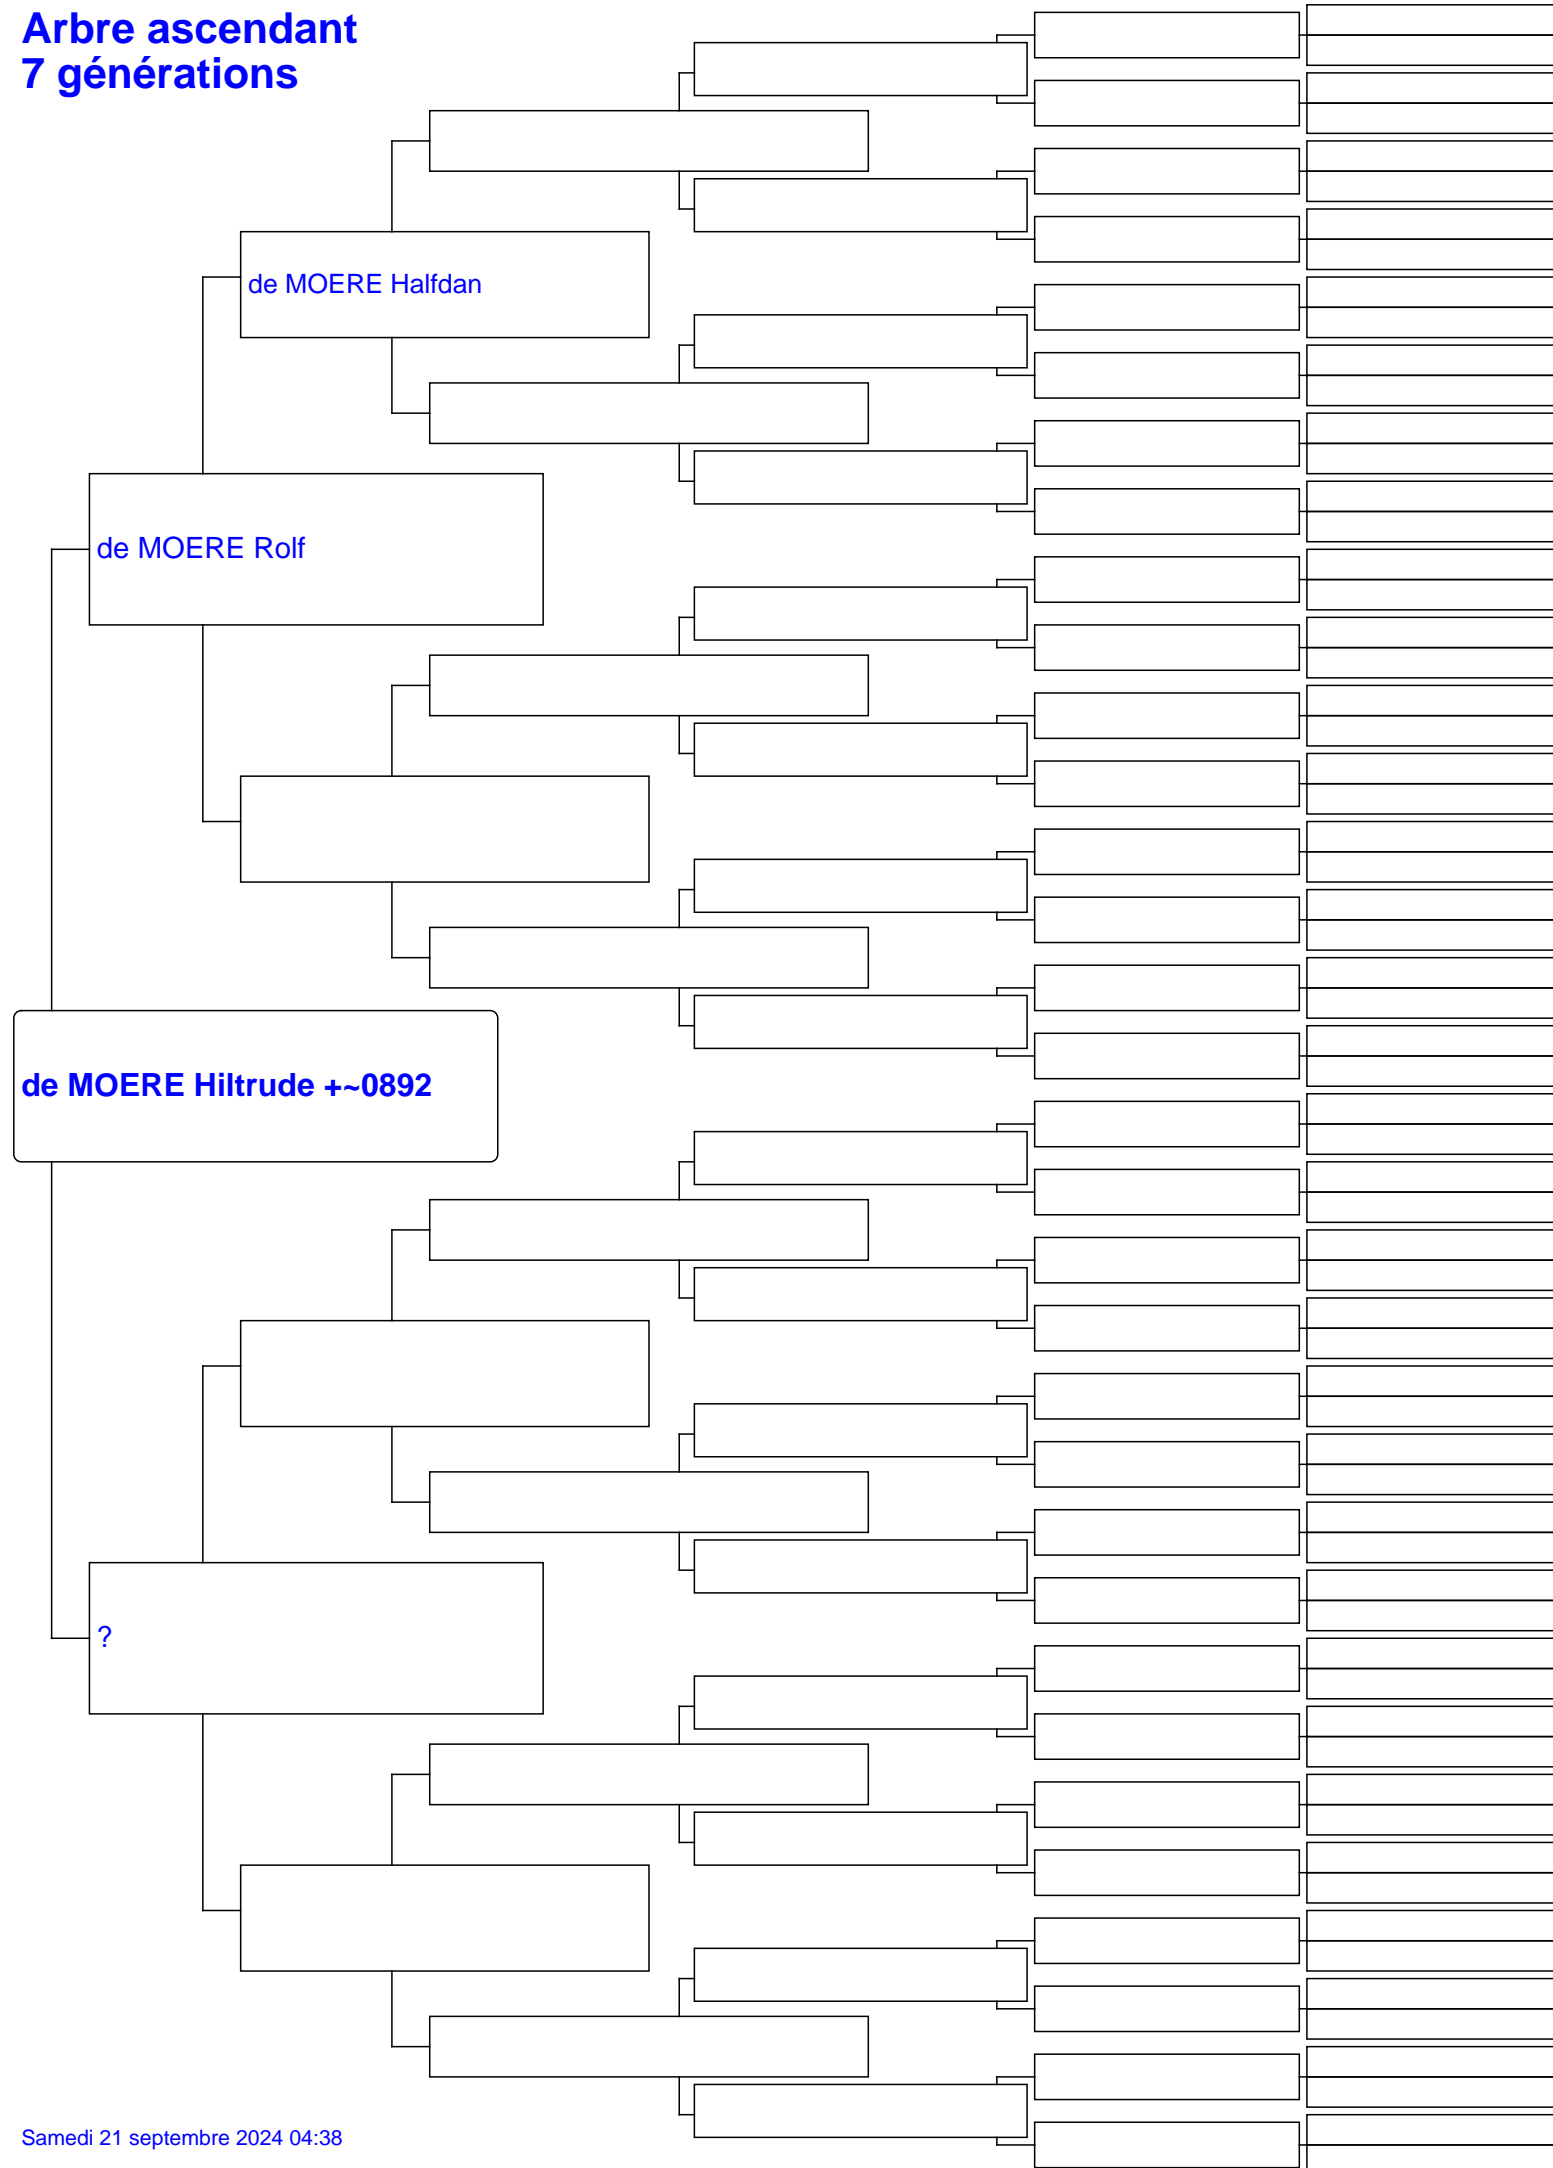 Arbre ascendant
7 générations
de MOERE Halfdan
de MOERE Rolf
de MOERE Hiltrude +~0892
?
Samedi 21 septembre 2024 04:38